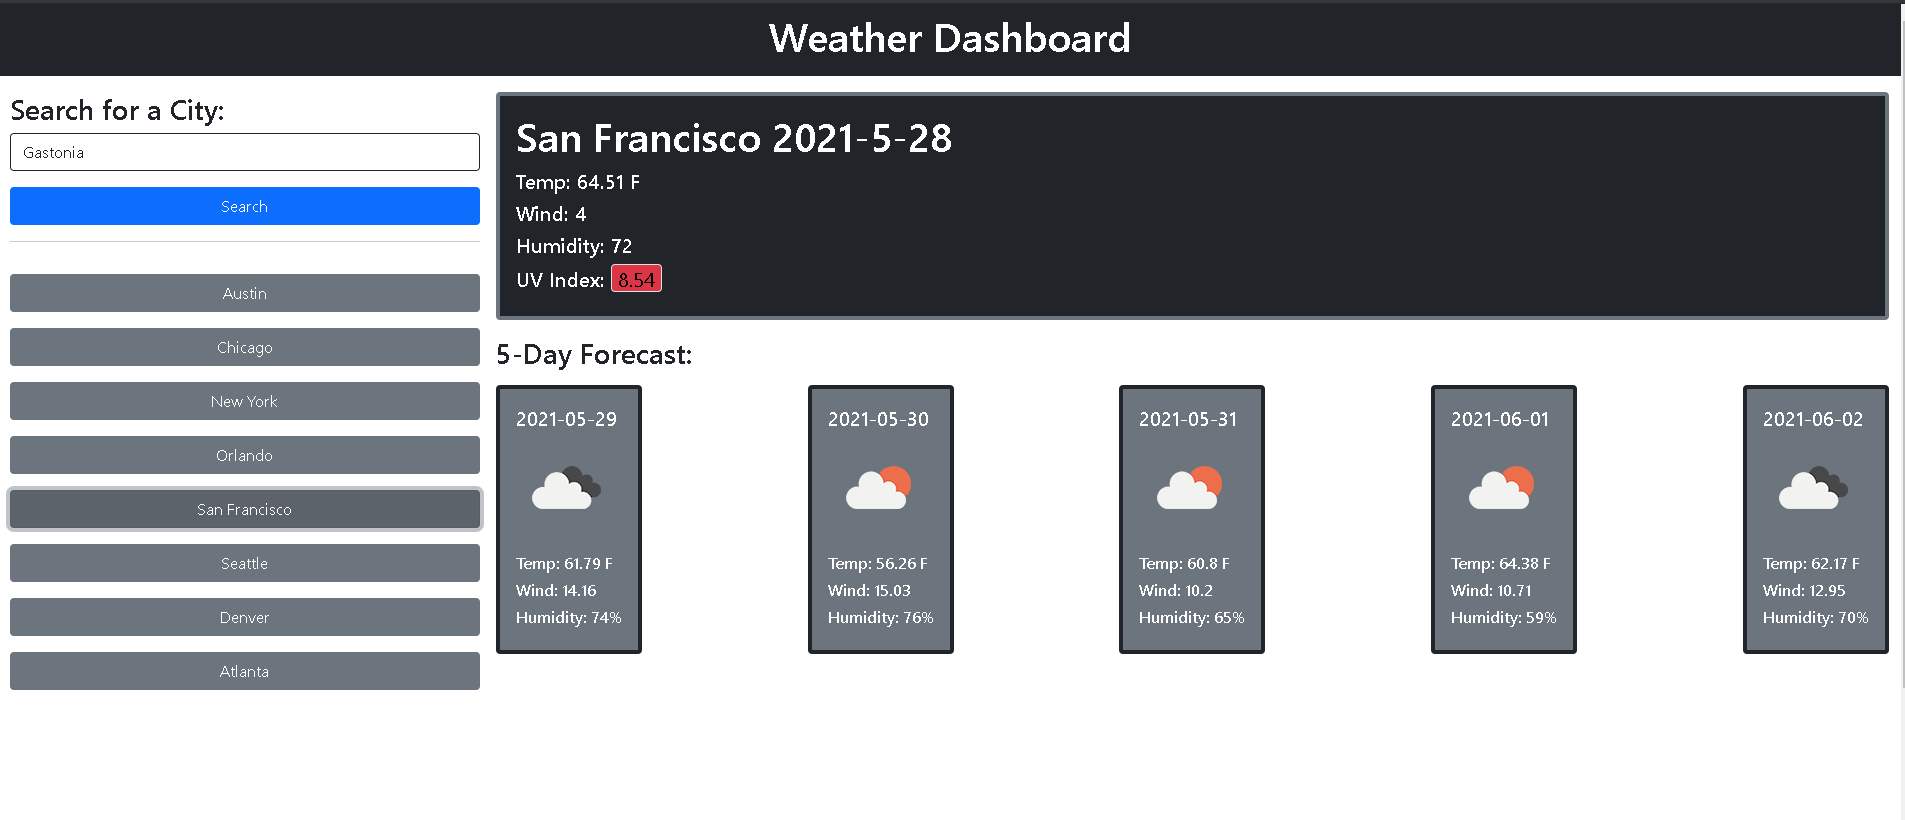 Weather Dashboard
Search for a City:
Gastonia
Search
Austin
Chicago
New York
Orlando
San Francisco
Seattle
Denver
Atlanta
San Francisco 2021-5-28
Temp: 64.51 F
Wind: 4
Humidity: 72
UV Index: 8.54
5-Day Forecast:
2021-05-29
Temp: 61.79 F
Wind: 14.16
Humidity: 74%
2021-05-30
Temp: 56.26 F
Wind: 15.03
Humidity: 76%
2021-05-31
Temp: 60.8 F
Wind: 10.2
Humidity: 65%
2021-06-01
Temp: 64.38 F
Wind: 10.71
Humidity: 59%
2021-06-02
Temp: 62.17 F
Wind: 12.95
Humidity: 70%